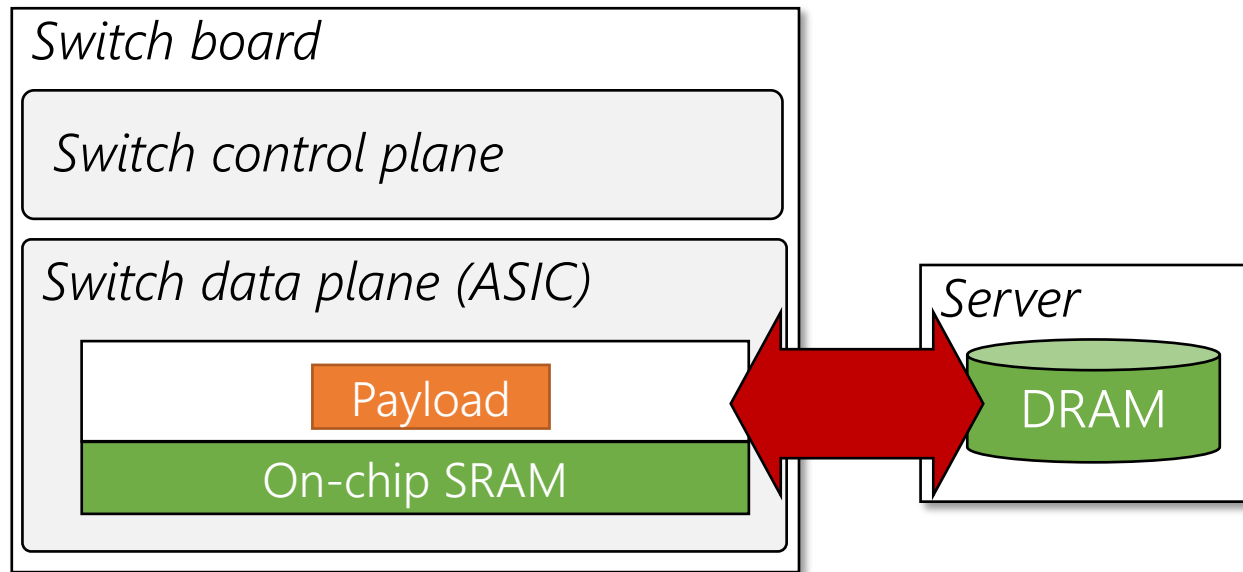 Switch board
Switch control plane
Switch data plane (ASIC)
Payload
On-chip SRAM
Server
DRAM